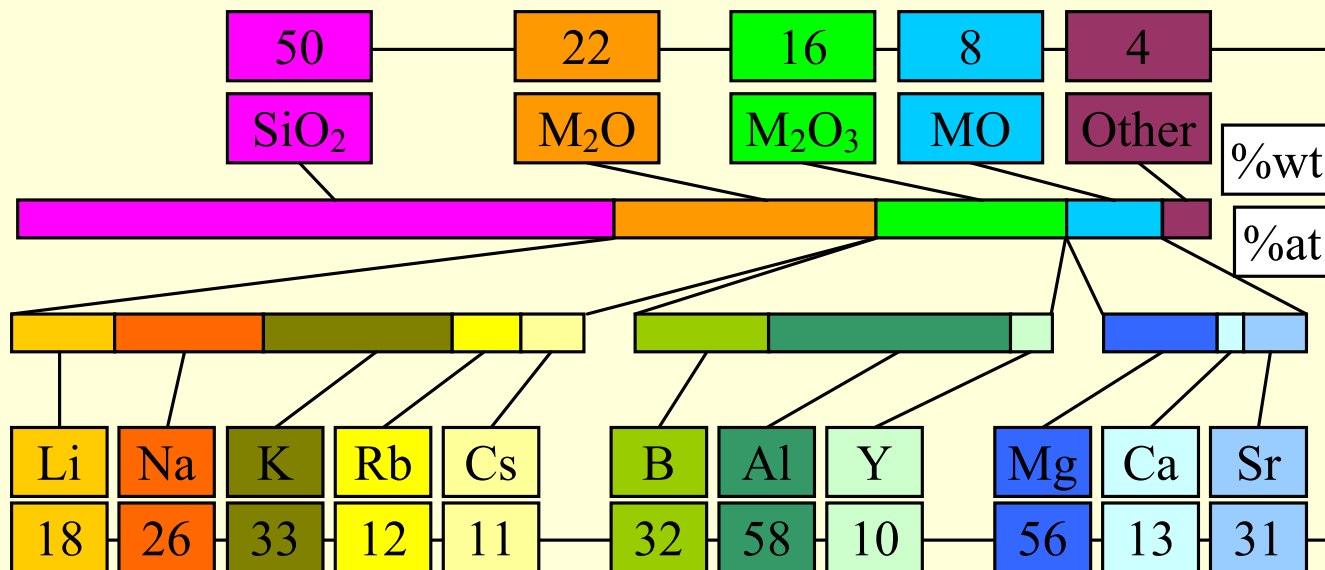 50 22 16 8 4
SiO₂ M₂O M₂O₃ MO Other
%wt
%at
Li Na K Rb Cs B Al Y Mg Ca Sr
18 26 33 12 11 32 58 10 56 13 31